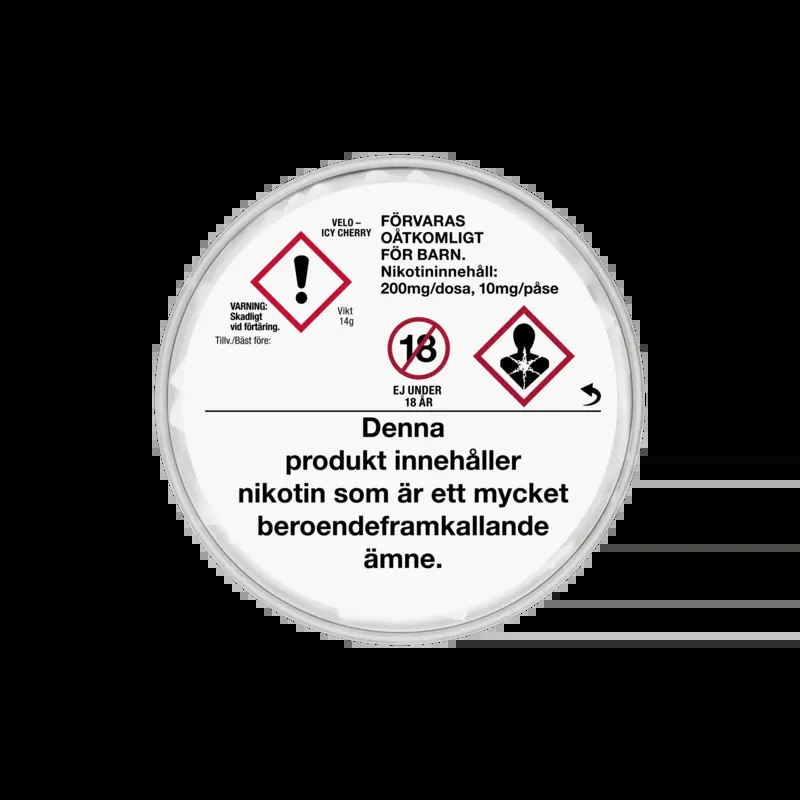 VELO –
ICY CHERRY
FÖRVARAS
OÅTKOMLIGT
FÖR BARN.
Nikotininnehåll:
200mg/dosa, 10mg/påse
VARNING:
Skadligt
vid förtäring.
Tillv./Bäst före:
Vikt
14g
18
EJ UNDER
18 ÅR
Denna
produkt innehåller
nikotin som är ett mycket
beroendeframkallande
ämne.